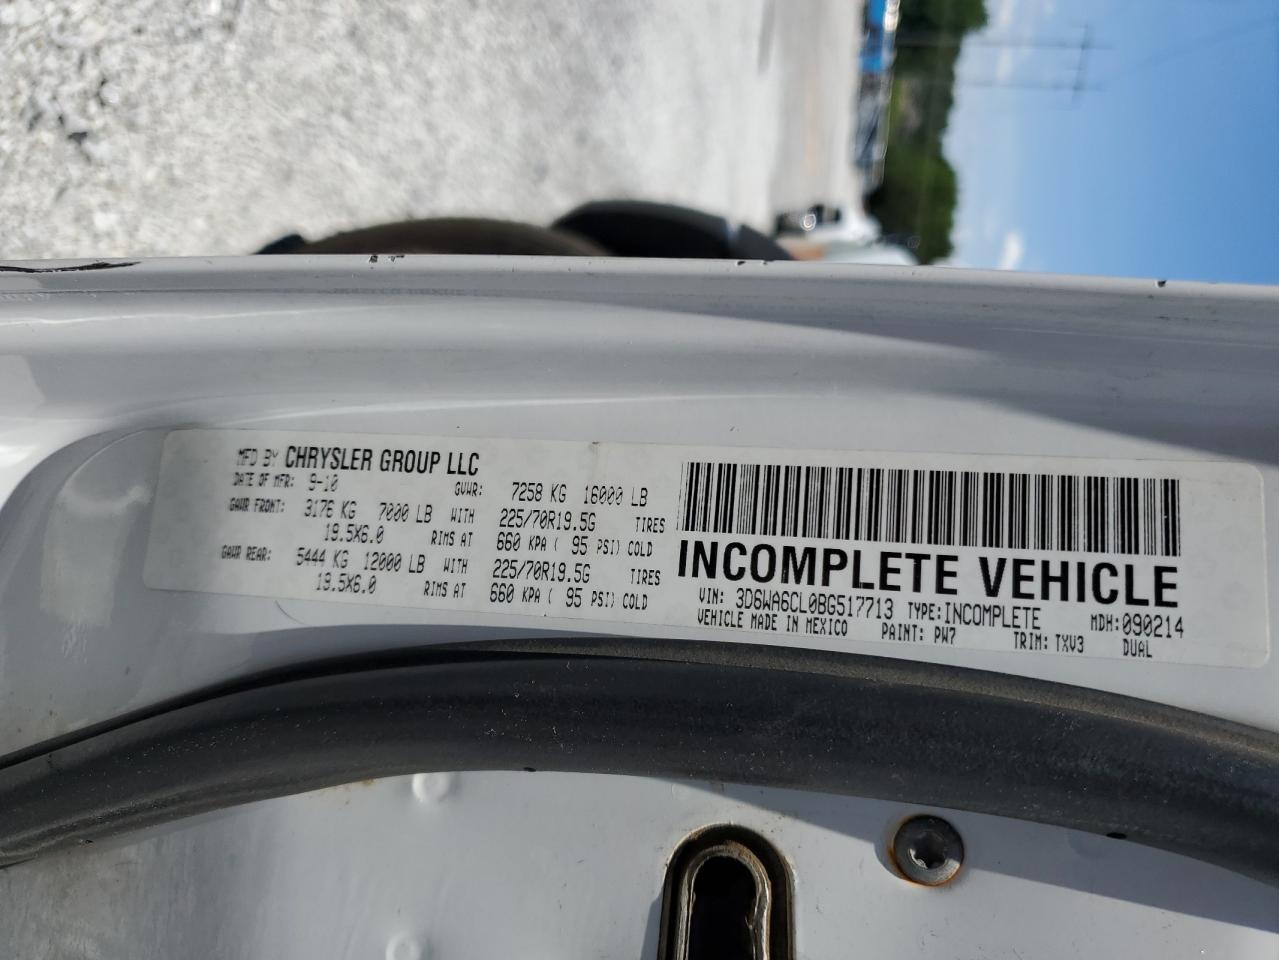 MFD BY CHRYSLER GROUP LLC
DATE OF MFR: 9-10 GVWR: 7258 KG 16000 LB
GAWR FRONT: 3176 KG 7000 LB WITH 225/70R19.5G TIRES
19.5X6.0 RIMS AT 660 KPA ( 95 PSI) COLD
GAWR REAR: 5444 KG 12000 LB WITH 225/70R19.5G TIRES
19.5X6.0 RIMS AT 660 KPA ( 95 PSI) COLD
INCOMPLETE VEHICLE
VIN: 3D6WA6CL0BG517713 TYPE: INCOMPLETE MDH: 090214
VEHICLE MADE IN MEXICO PAINT: PW7 TRIM: TXV3 DUAL